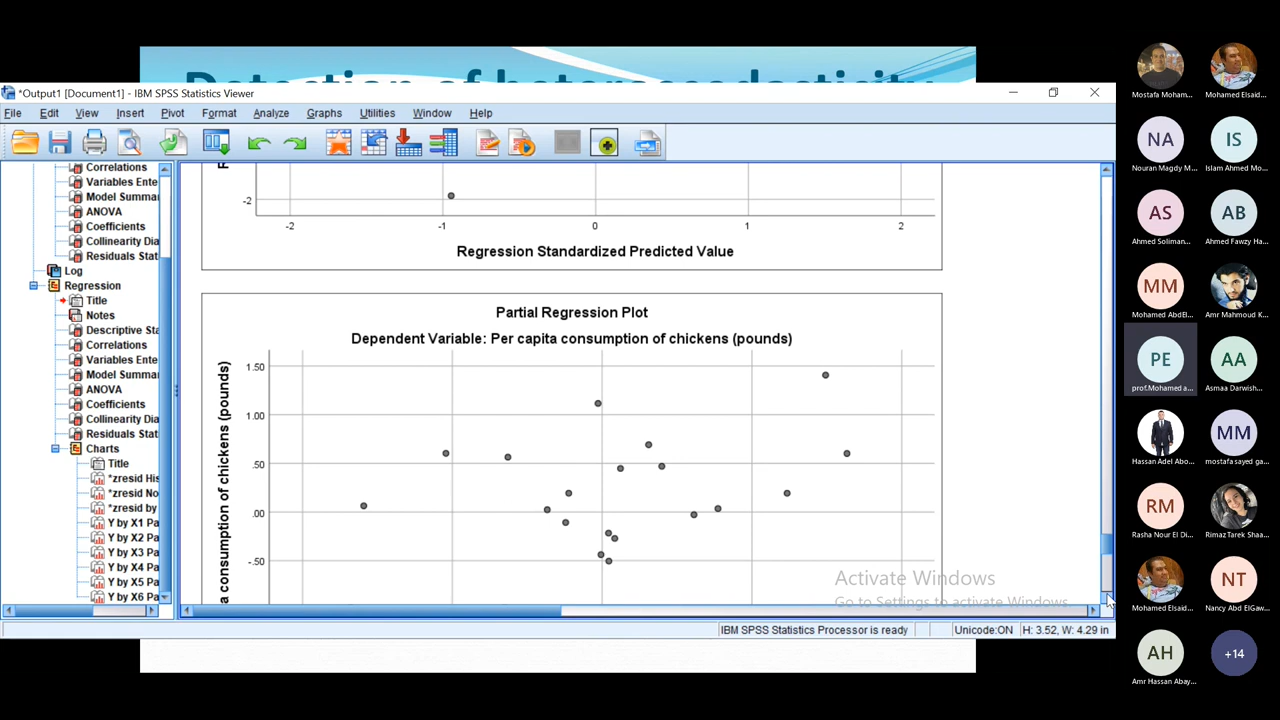 Detection of heteroscedasticity
*Output1 [Document1] - IBM SPSS Statistics Viewer
File Edit View Insert Pivot Format Analyze Graphs Utilities Window Help
Correlations
Variables Ente
Model Summa
ANOVA
Coefficients
Collinearity Dia
Residuals Stat
Log
Regression
Title
Notes
Descriptive Sta
Correlations
Variables Ente
Model Summa
ANOVA
Coefficients
Collinearity Dia
Residuals Stat
Charts
Title
*zresid His
*zresid No
*zresid by
Y by X1 Pa
Y by X2 Pa
Y by X3 Pa
Y by X4 Pa
Y by X5 Pa
Y by X6 Pa
R
-2
-2 -1 0 1 2
Regression Standardized Predicted Value
Partial Regression Plot
Dependent Variable: Per capita consumption of chickens (pounds)
a consumption of chickens (pounds)
1.50
1.00
.50
.00
-.50
Activate Windows
Go to Settings to activate Windows.
IBM SPSS Statistics Processor is ready Unicode:ON H: 3.52, W: 4.29 in
Mostafa Moham... Mohamed Elsaid...
NA IS
Nouran Magdy M... Islam Ahmed Mo...
AS AB
Ahmed Soliman... Ahmed Fawzy Ha...
MM
Mohamed AbdEl... Amr Mahmoud K...
PE AA
prof.Mohamed a... Asmaa Darwish...
MM
Hassan Adel Abo... mostafa sayed ga...
RM
Rasha Nour El Di... RimazTarek Shaa...
NT
Mohamed Elsaid... Nancy Abd ElGaw...
AH +14
Amr Hassan Abay...